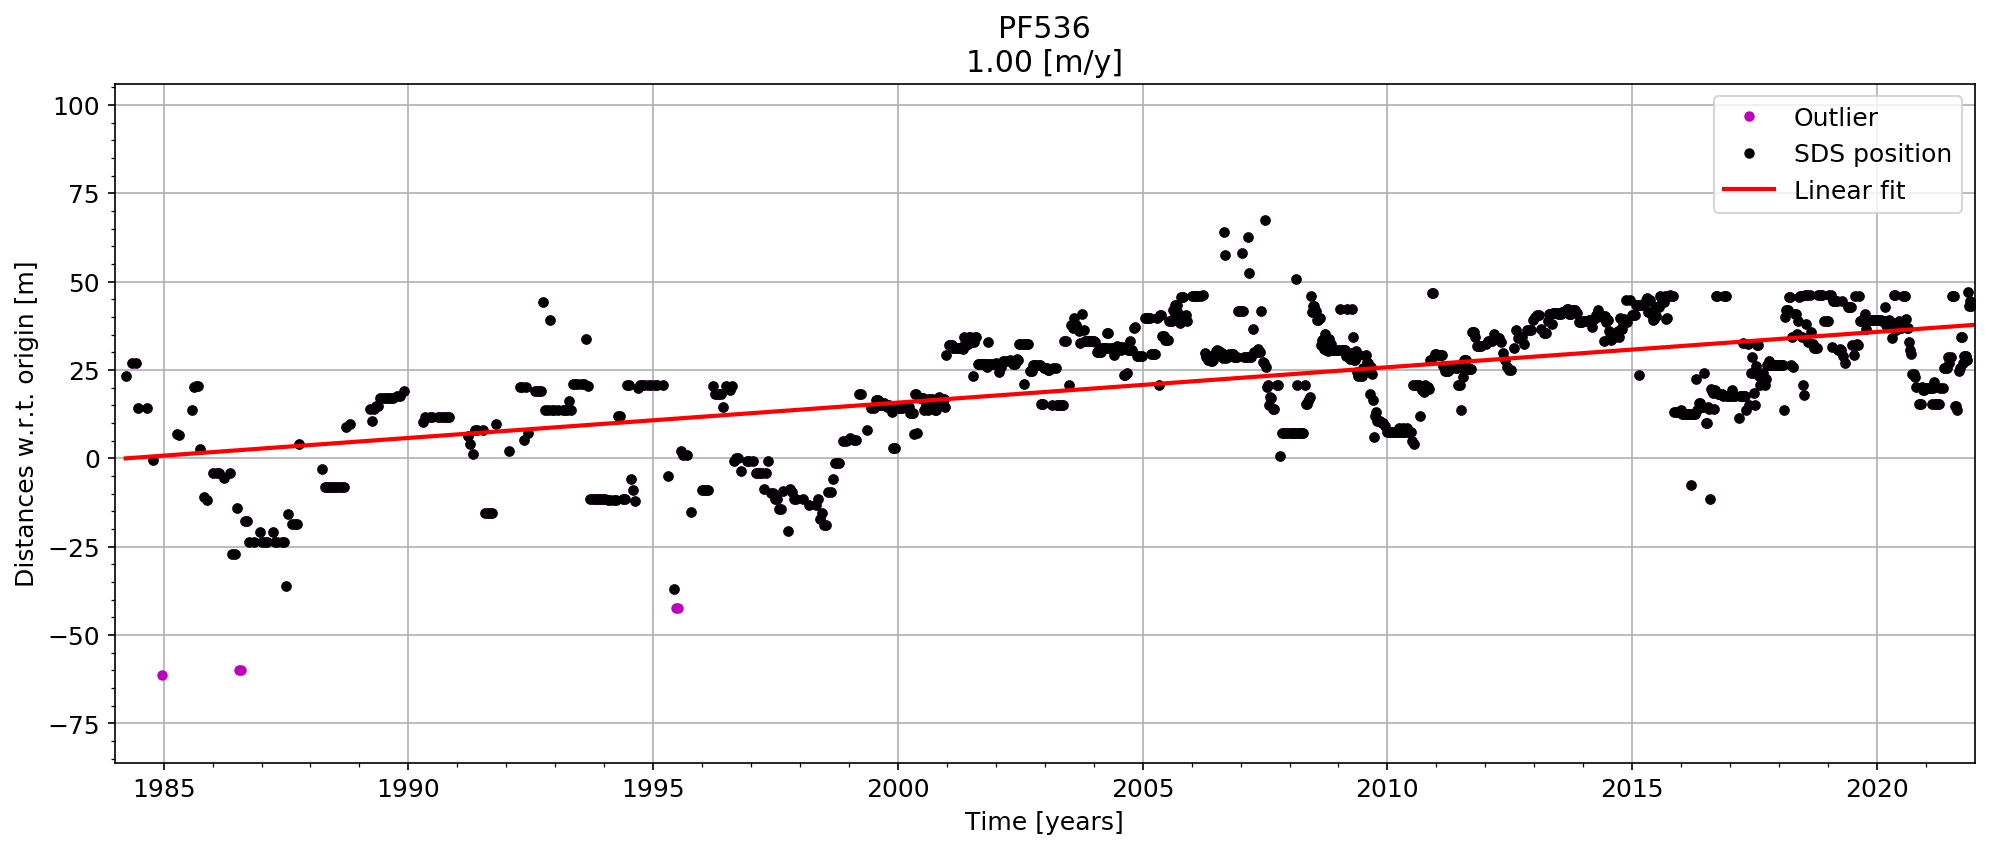 PF536
1.00 [m/y]
Outlier
SDS position
Linear fit
Distances w.r.t. origin [m]
100
75
50
25
0
−25
−50
−75
1985 1990 1995 2000 2005 2010 2015 2020
Time [years]